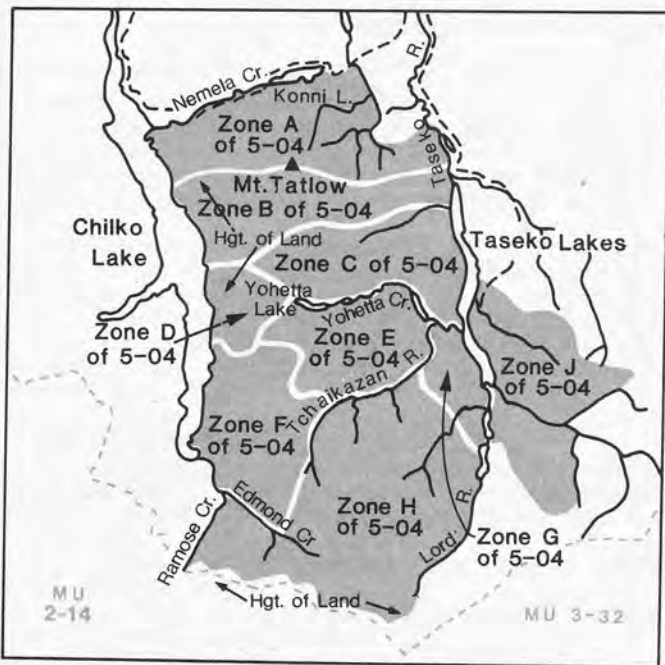 Nemela Cr.
R.
Konni L.
Zone A
of 5-04
Taseko
Mt. Tatlow
Zone B of 5-04
Chilko
Lake
Hgt. of Land
Taseko Lakes
Zone C of 5-04
Yohetta
Lake
Yohetta Cr.
Zone D
of 5-04
Zone E
of 5-04
Zone J
of 5-04
Tchaikazan R.
Zone F
of 5-04
Edmond Cr
Zone H
of 5-04
Ramose Cr.
Lord R.
Zone G
of 5-04
MU
2-14
Hgt. of Land
MU 3-32